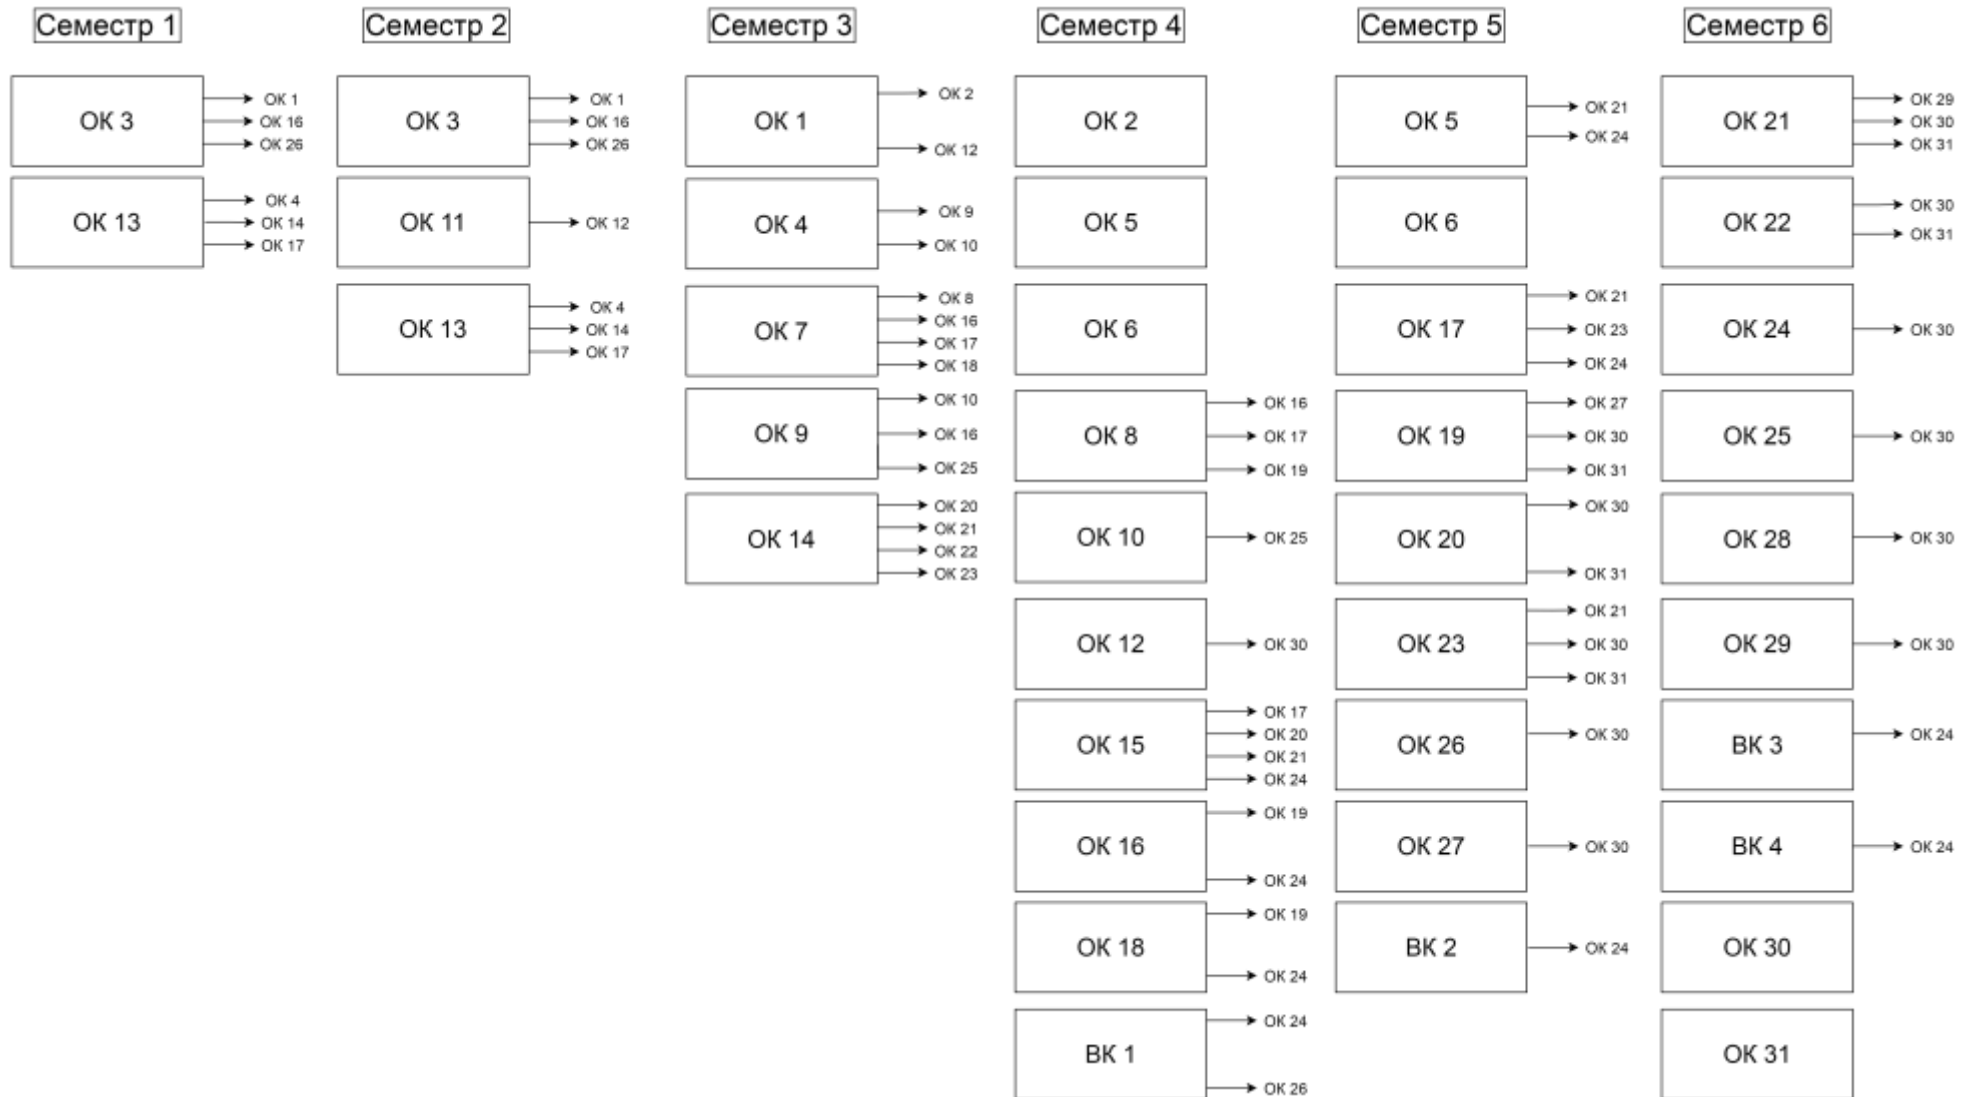 Семестр 1
ОК 3
ОК 1
ОК 16
ОК 26
ОК 13
ОК 4
ОК 14
ОК 17
Семестр 2
ОК 3
ОК 1
ОК 16
ОК 26
ОК 11
ОК 12
ОК 13
ОК 4
ОК 14
ОК 17
Семестр 3
ОК 1
ОК 2
ОК 12
ОК 4
ОК 9
ОК 10
ОК 7
ОК 8
ОК 16
ОК 17
ОК 18
ОК 9
ОК 10
ОК 16
ОК 25
ОК 14
ОК 20
ОК 21
ОК 22
ОК 23
Семестр 4
ОК 2
ОК 5
ОК 6
ОК 8
ОК 16
ОК 17
ОК 19
ОК 10
ОК 25
ОК 12
ОК 30
ОК 15
ОК 17
ОК 20
ОК 21
ОК 24
ОК 16
ОК 19
ОК 24
ОК 18
ОК 19
ОК 24
ВК 1
ОК 24
ОК 26
Семестр 5
ОК 5
ОК 21
ОК 24
ОК 6
ОК 17
ОК 21
ОК 23
ОК 24
ОК 19
ОК 27
ОК 30
ОК 31
ОК 20
ОК 30
ОК 31
ОК 23
ОК 21
ОК 30
ОК 31
ОК 26
ОК 30
ОК 27
ОК 30
ВК 2
ОК 24
Семестр 6
ОК 21
ОК 29
ОК 30
ОК 31
ОК 22
ОК 30
ОК 31
ОК 24
ОК 30
ОК 25
ОК 30
ОК 28
ОК 30
ОК 29
ОК 30
ВК 3
ОК 24
ВК 4
ОК 24
ОК 30
ОК 31